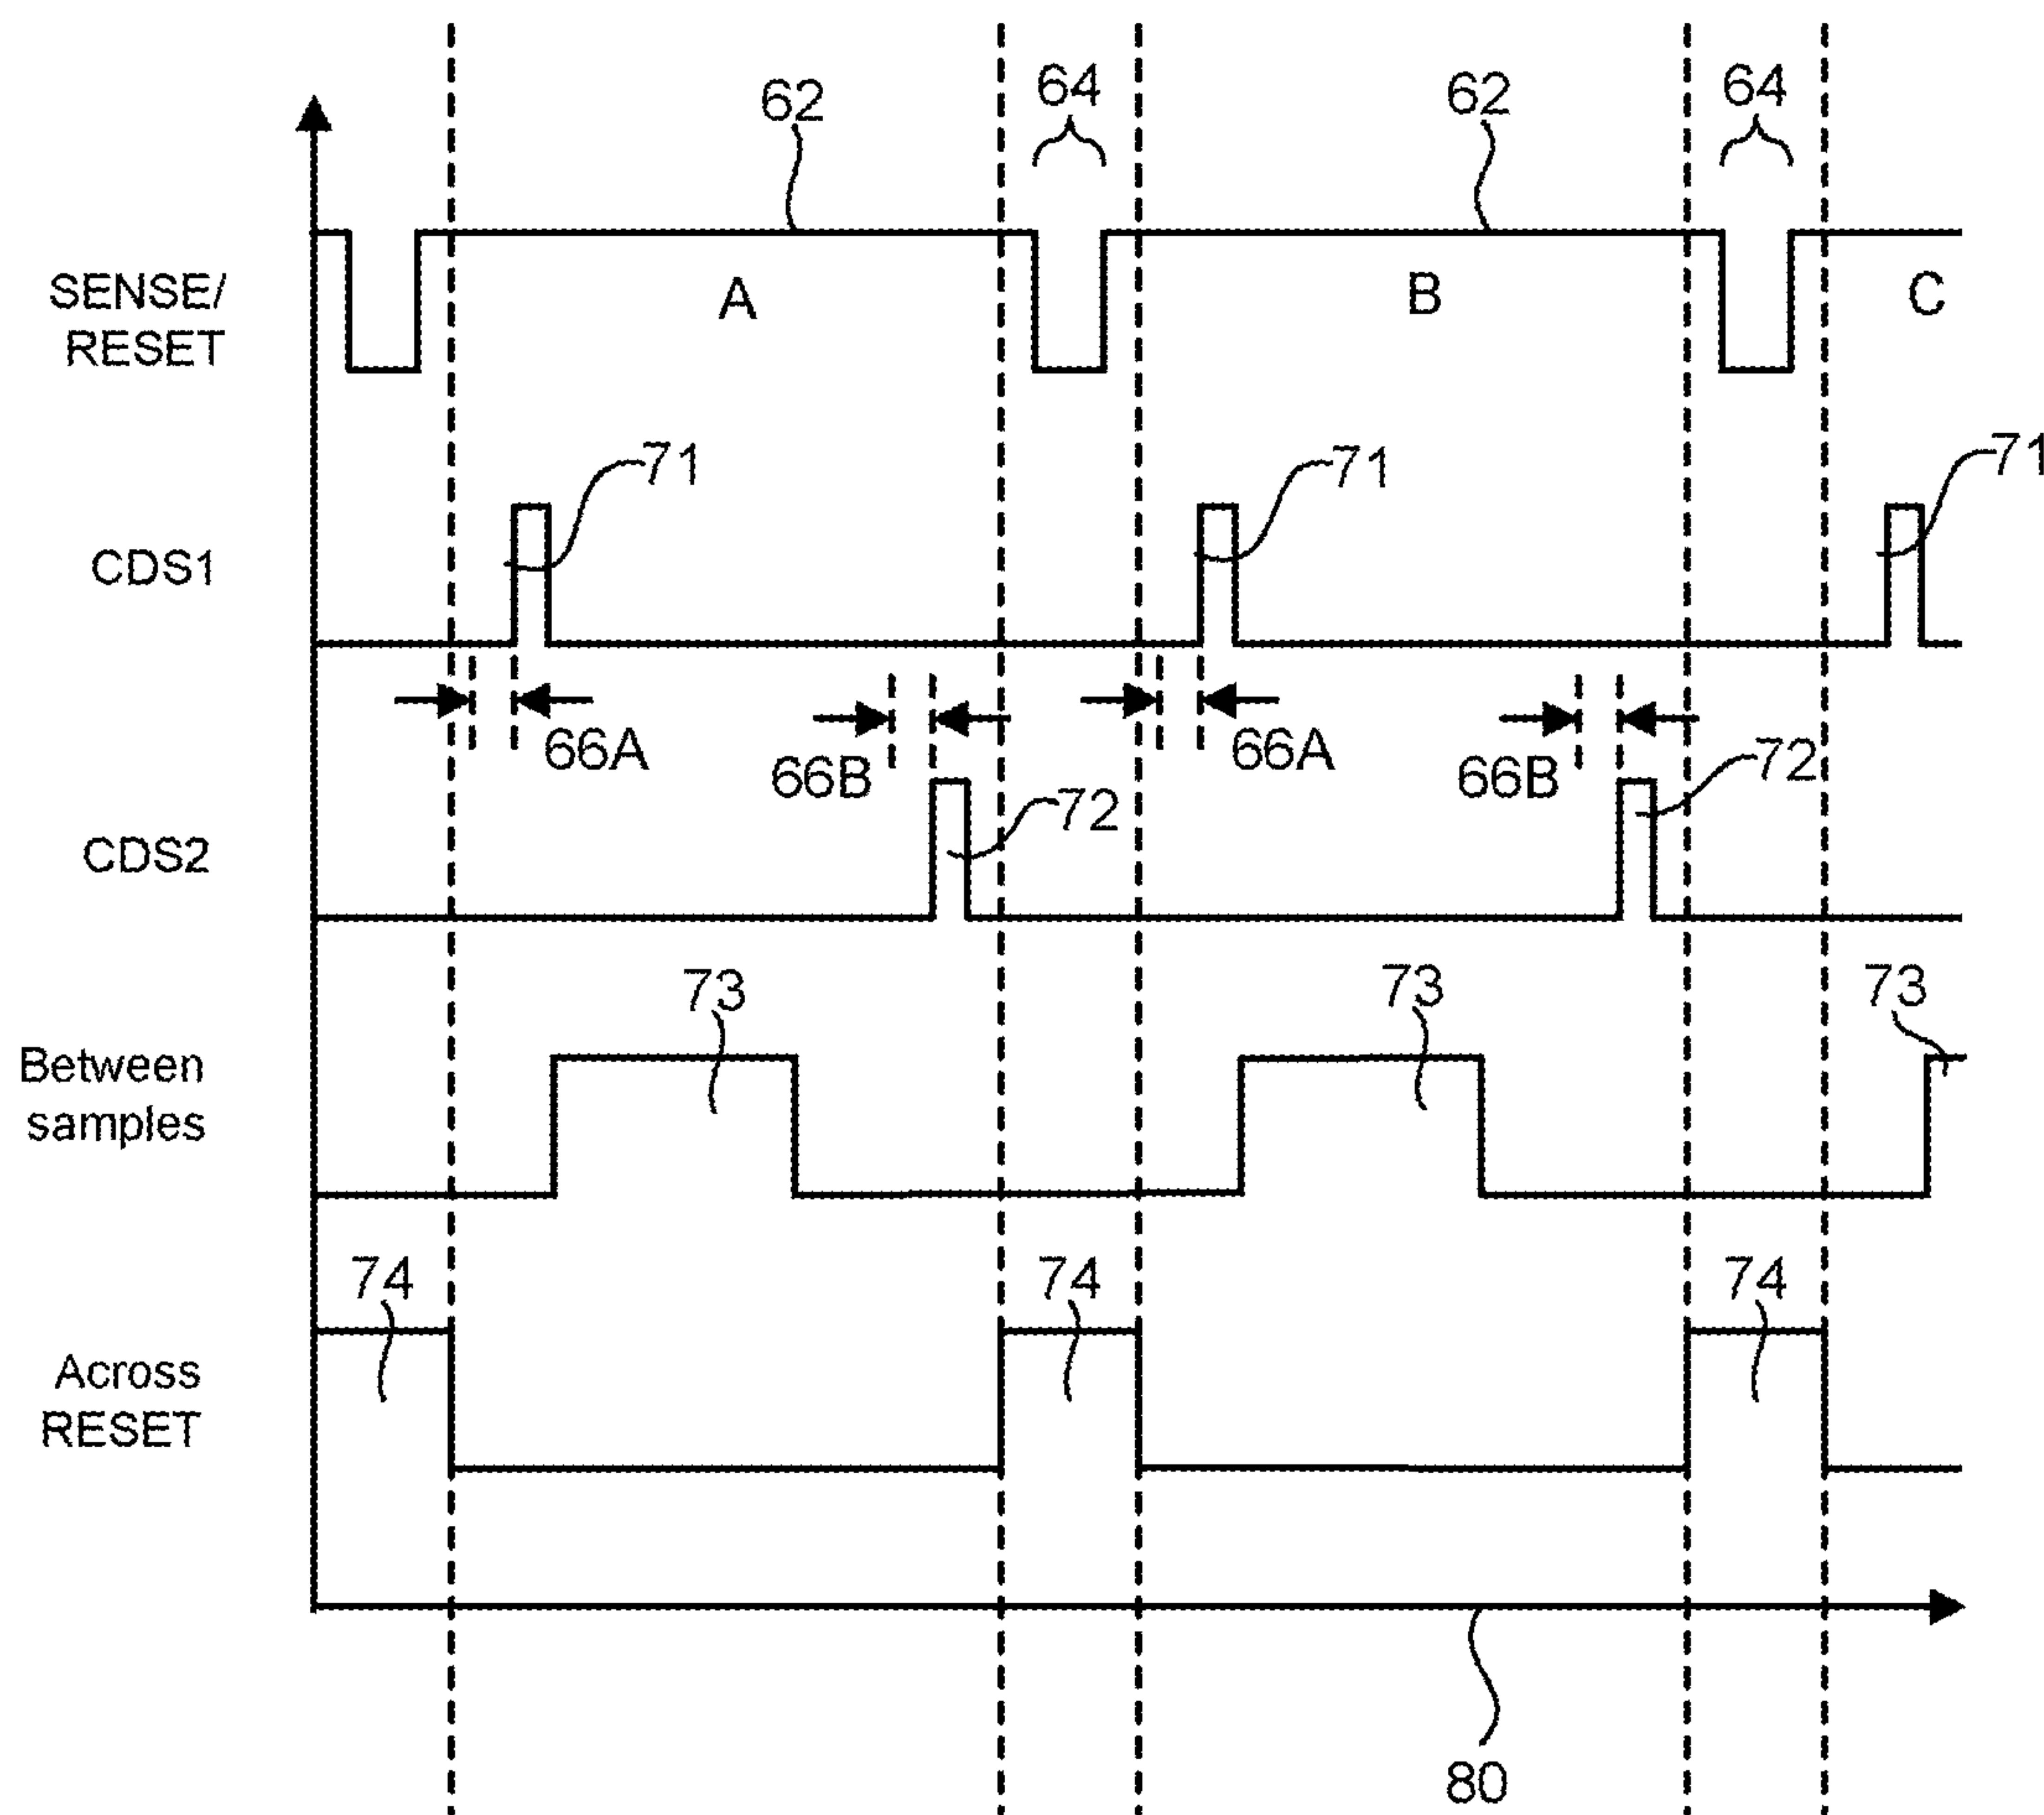 62
64
62
64
SENSE/
RESET
A
B
C
71
71
71
CDS1
66A
66B
66A
66B
72
72
CDS2
73
73
73
Between
samples
74
74
74
Across
RESET
80